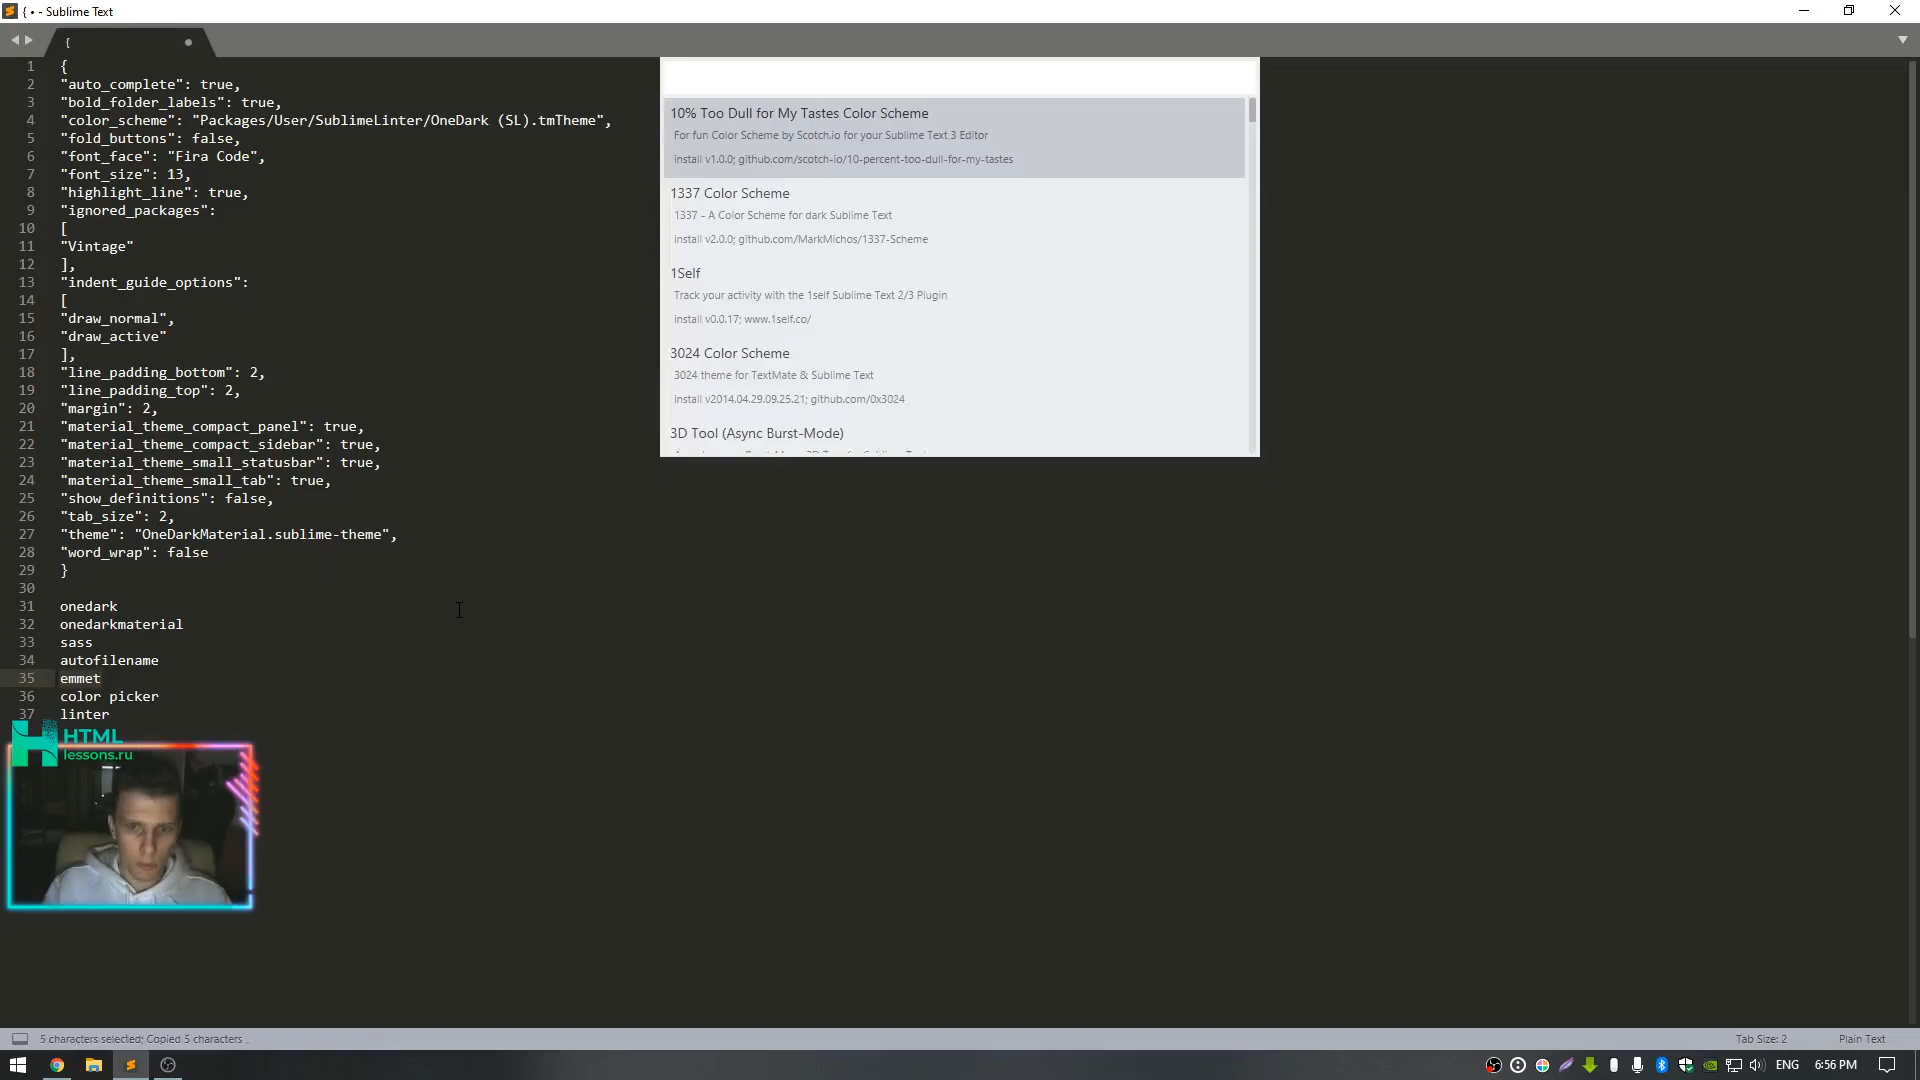 { • - Sublime Text
{
1 {
2 "auto_complete": true,
3 "bold_folder_labels": true,
4 "color_scheme": "Packages/User/SublimeLinter/OneDark (SL).tmTheme",
5 "fold_buttons": false,
6 "font_face": "Fira Code",
7 "font_size": 13,
8 "highlight_line": true,
9 "ignored_packages":
10 [
11 "Vintage"
12 ],
13 "indent_guide_options":
14 [
15 "draw_normal",
16 "draw_active"
17 ],
18 "line_padding_bottom": 2,
19 "line_padding_top": 2,
20 "margin": 2,
21 "material_theme_compact_panel": true,
22 "material_theme_compact_sidebar": true,
23 "material_theme_small_statusbar": true,
24 "material_theme_small_tab": true,
25 "show_definitions": false,
26 "tab_size": 2,
27 "theme": "OneDarkMaterial.sublime-theme",
28 "word_wrap": false
29 }
30
31 onedark
32 onedarkmaterial
33 sass
34 autofilename
35 emmet
36 color picker
37 linter
10% Too Dull for My Tastes Color Scheme
For fun Color Scheme by Scotch.io for your Sublime Text 3 Editor
install v1.0.0; github.com/scotch-io/10-percent-too-dull-for-my-tastes
1337 Color Scheme
1337 - A Color Scheme for dark Sublime Text
install v2.0.0; github.com/MarkMichos/1337-Scheme
1Self
Track your activity with the 1self Sublime Text 2/3 Plugin
install v0.0.17; www.1self.co/
3024 Color Scheme
3024 theme for TextMate & Sublime Text
install v2014.04.29.09.25.21; github.com/0x3024
3D Tool (Async Burst-Mode)
HTML
lessons.ru
5 characters selected; Copied 5 characters
Tab Size: 2
Plain Text
ENG
6:56 PM